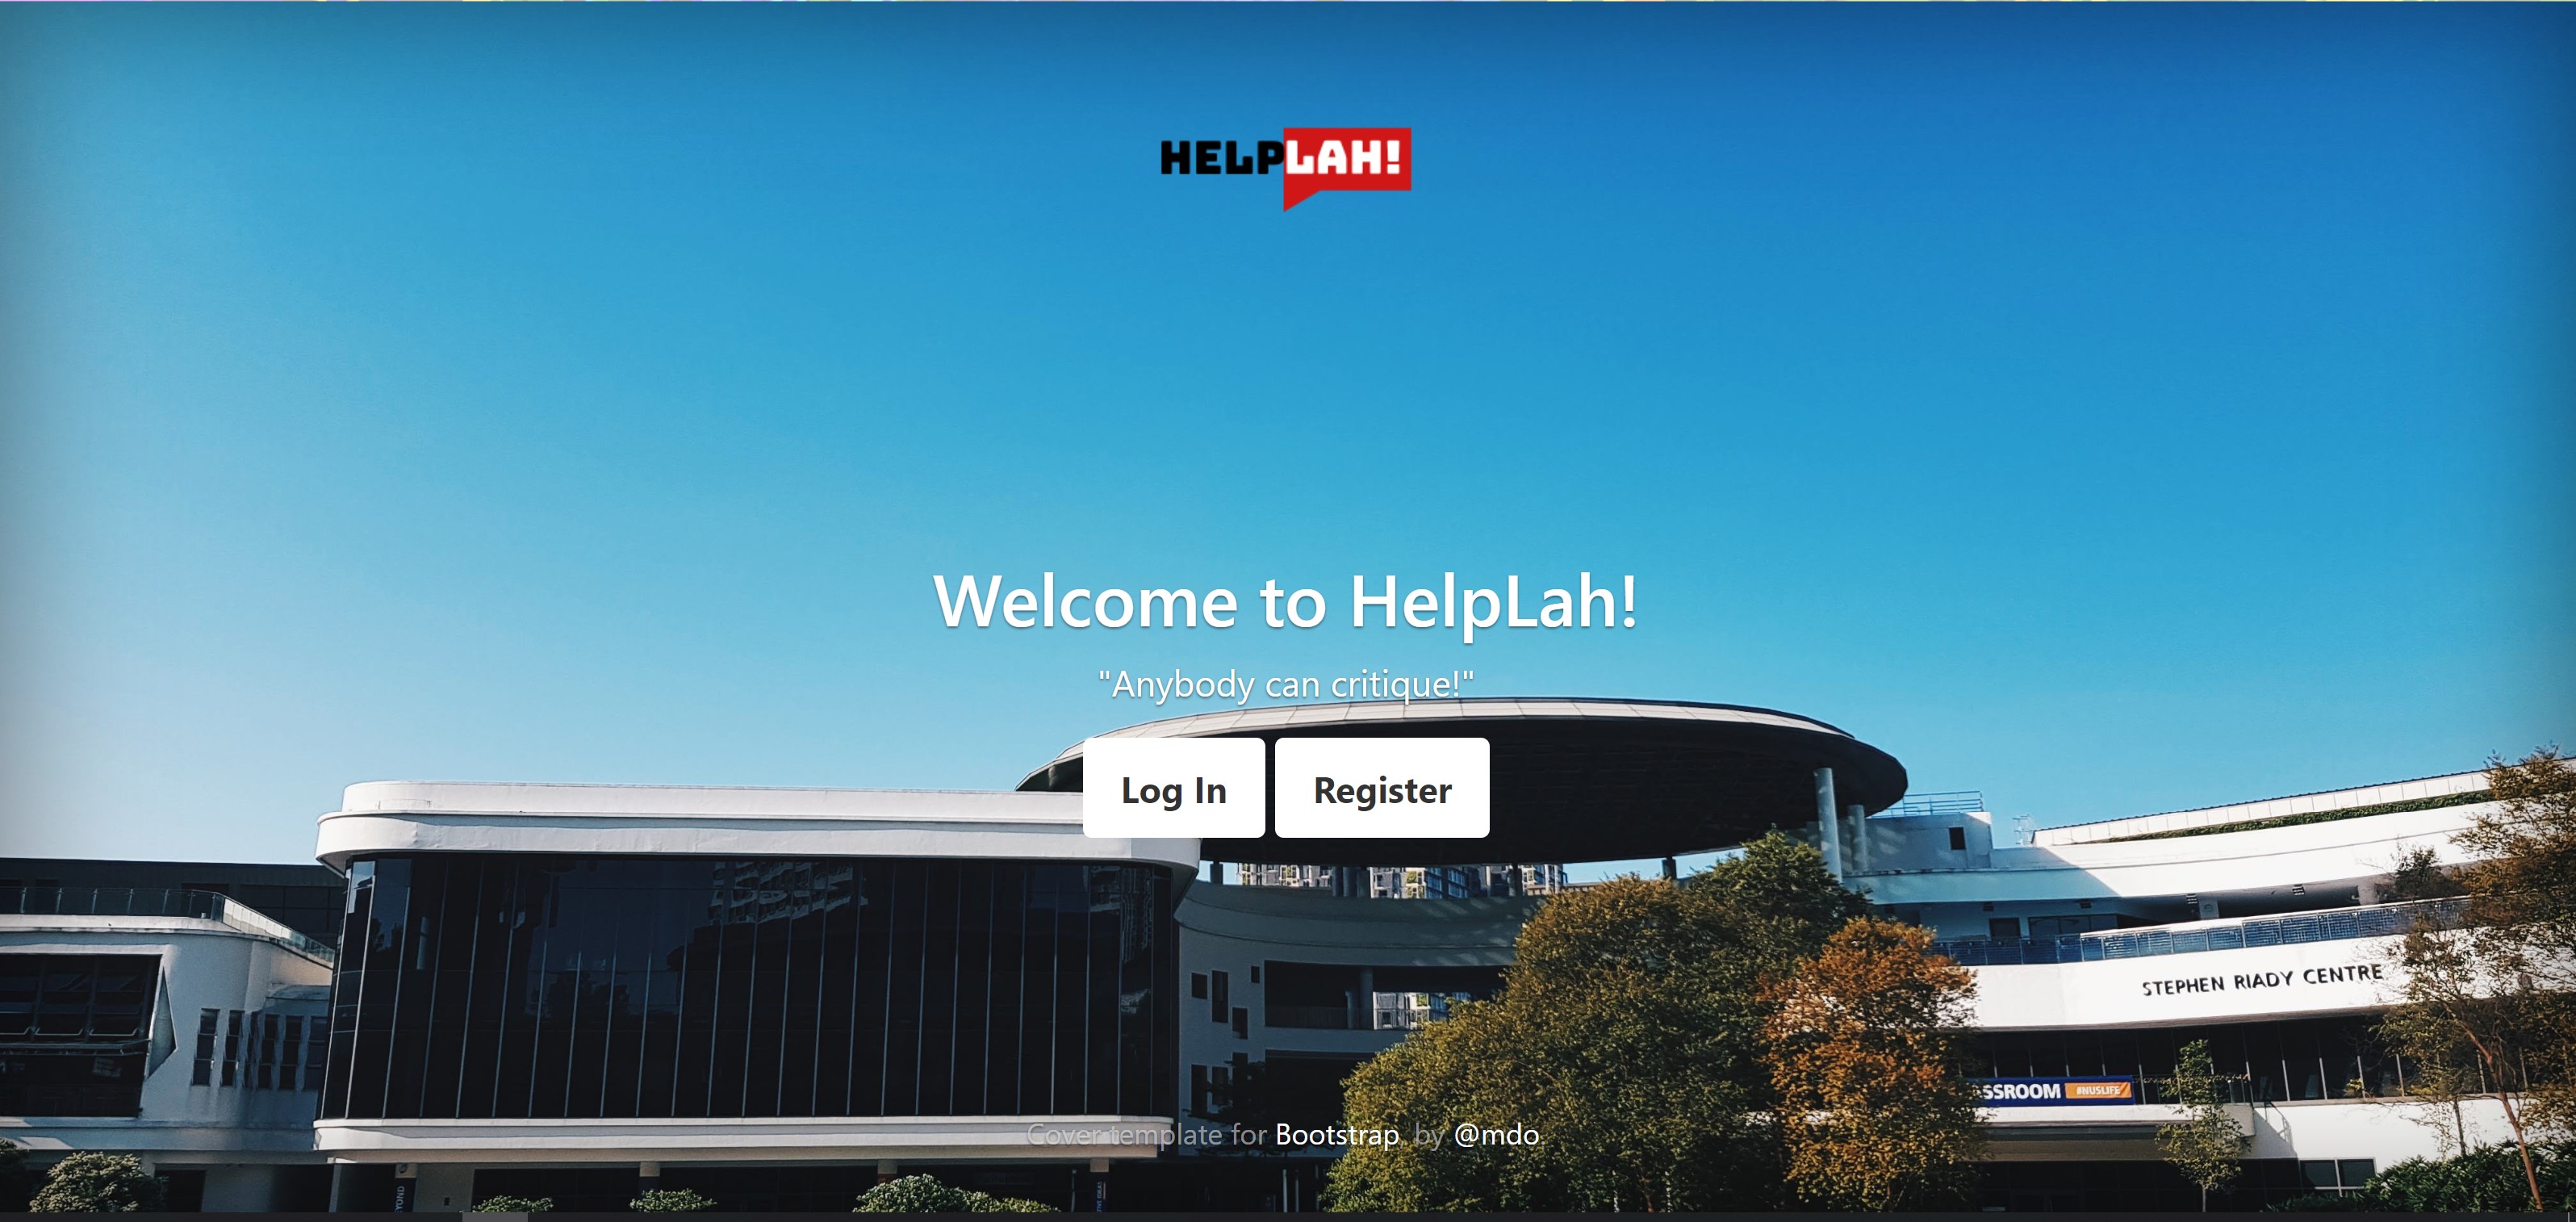 HELPLAH!
Welcome to HelpLah!
"Anybody can critique!"
Log In
Register
STEPHEN RIADY CENTRE
SSROOM #NUSLIFE
Cover template for Bootstrap by @mdo